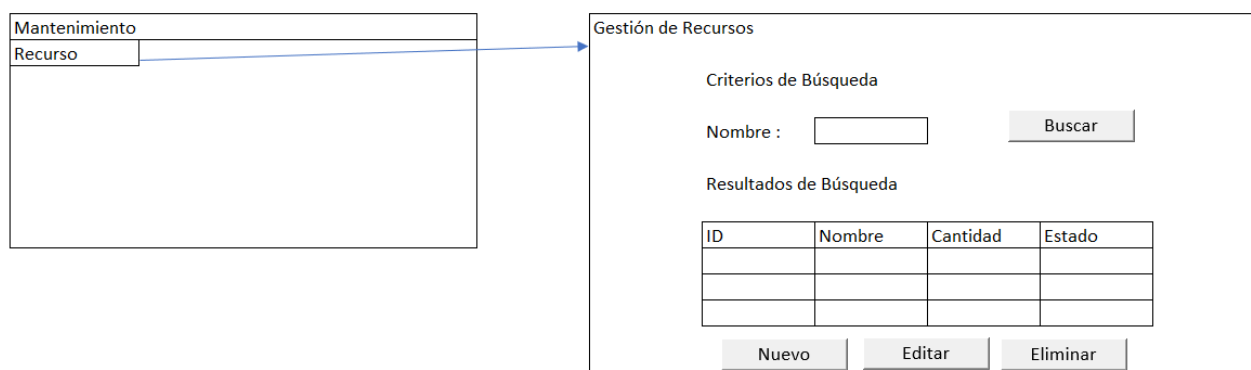 Mantenimiento
Recurso
Gestión de Recursos
Criterios de Búsqueda
Nombre :
Buscar
Resultados de Búsqueda
ID Nombre Cantidad Estado
Nuevo Editar Eliminar